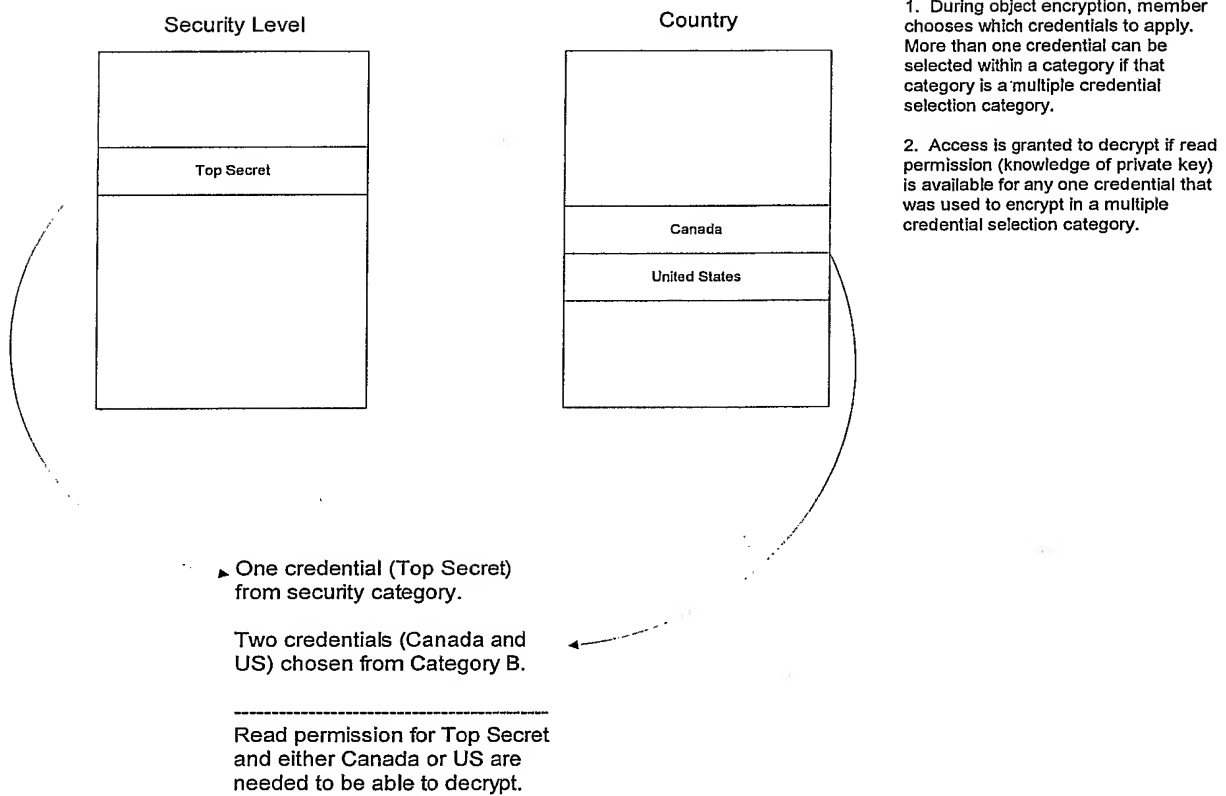 Security Level
Country
1. During object encryption, member
chooses which credentials to apply.
More than one credential can be
selected within a category if that
category is a multiple credential
selection category.
2. Access is granted to decrypt if read
permission (knowledge of private key)
is available for any one credential that
was used to encrypt in a multiple
credential selection category.
Top Secret
Canada
United States
One credential (Top Secret)
from security category.
Two credentials (Canada and
US) chosen from Category B.
Read permission for Top Secret
and either Canada or US are
needed to be able to decrypt.